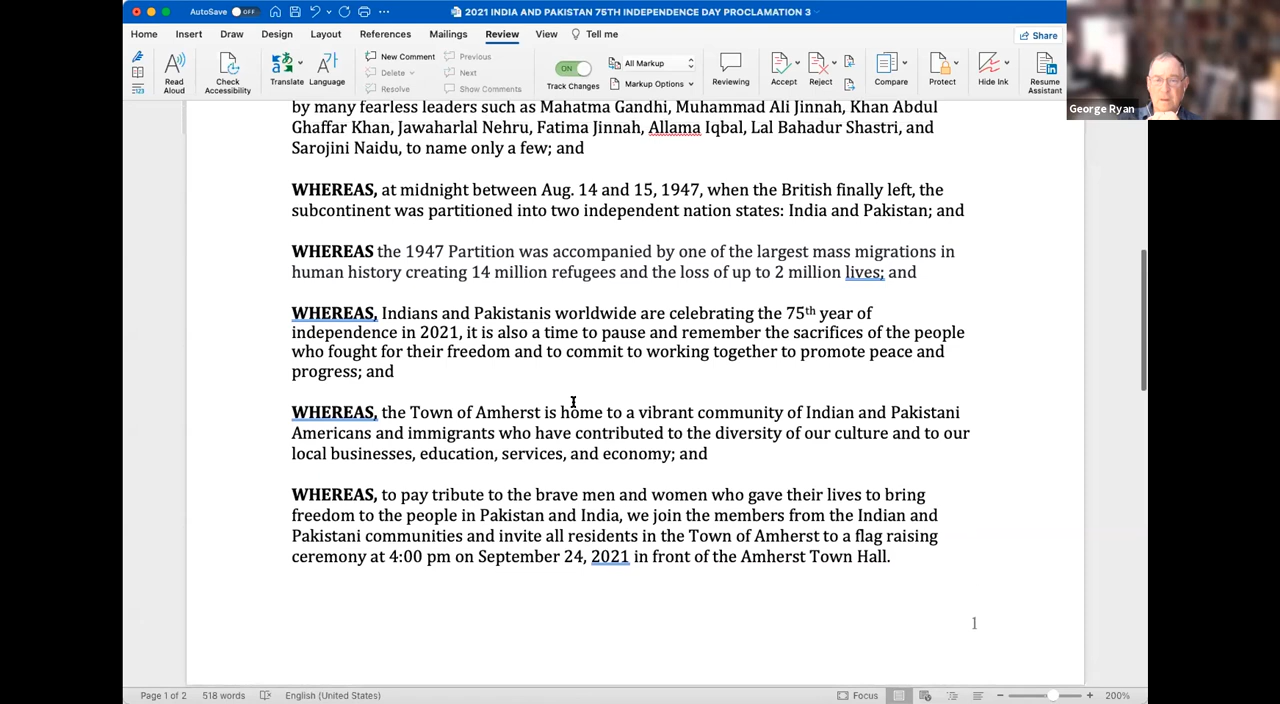 AutoSave OFF
2021 INDIA AND PAKISTAN 75TH INDEPENDENCE DAY PROCLAMATION 3
Home Insert Draw Design Layout References Mailings Review View Tell me Share
Read Aloud
Check Accessibility
Translate
Language
New Comment
Delete
Resolve
Previous
Next
Show Comments
ON
Track Changes
All Markup
Markup Options
Reviewing
Accept
Reject
Compare
Protect
Hide Ink
Resume Assistant
George Ryan
by many fearless leaders such as Mahatma Gandhi, Muhammad Ali Jinnah, Khan Abdul
Ghaffar Khan, Jawaharlal Nehru, Fatima Jinnah, Allama Iqbal, Lal Bahadur Shastri, and
Sarojini Naidu, to name only a few; and
WHEREAS, at midnight between Aug. 14 and 15, 1947, when the British finally left, the
subcontinent was partitioned into two independent nation states: India and Pakistan; and
WHEREAS the 1947 Partition was accompanied by one of the largest mass migrations in
human history creating 14 million refugees and the loss of up to 2 million lives; and
WHEREAS, Indians and Pakistanis worldwide are celebrating the 75th year of
independence in 2021, it is also a time to pause and remember the sacrifices of the people
who fought for their freedom and to commit to working together to promote peace and
progress; and
WHEREAS, the Town of Amherst is home to a vibrant community of Indian and Pakistani
Americans and immigrants who have contributed to the diversity of our culture and to our
local businesses, education, services, and economy; and
WHEREAS, to pay tribute to the brave men and women who gave their lives to bring
freedom to the people in Pakistan and India, we join the members from the Indian and
Pakistani communities and invite all residents in the Town of Amherst to a flag raising
ceremony at 4:00 pm on September 24, 2021 in front of the Amherst Town Hall.
1
Page 1 of 2 518 words English (United States) Focus 200%